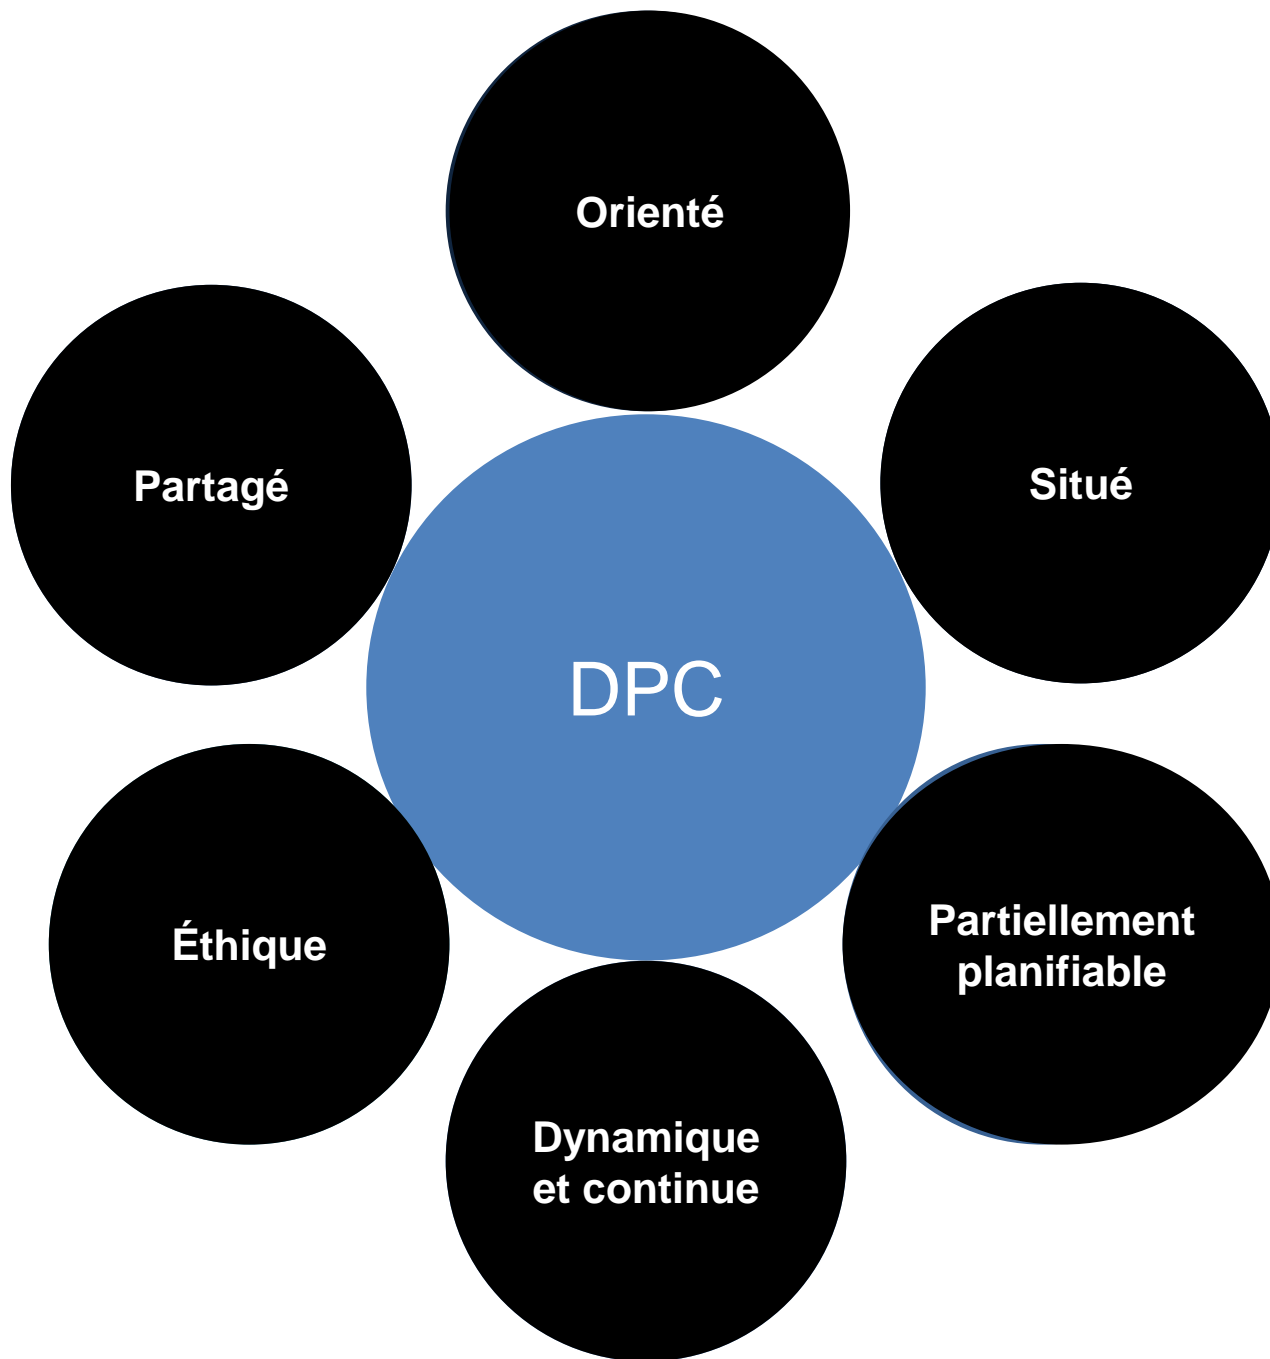 Orienté
Partagé
Situé
DPC
Éthique
Partiellement
planifiable
Dynamique
et continue